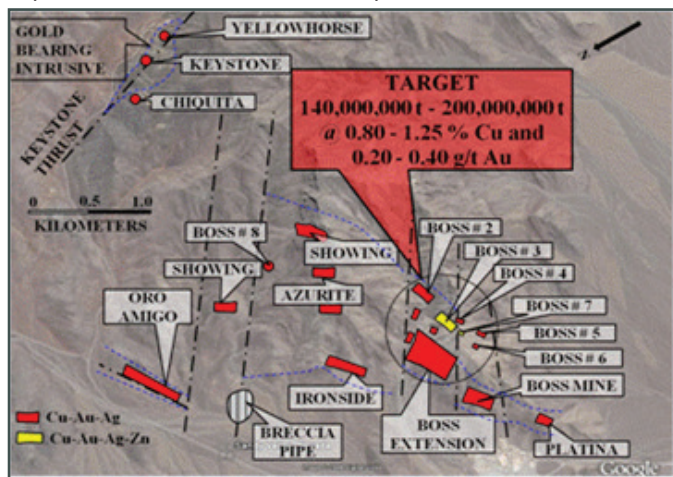 GOLD
BEARING
INTRUSIVE
YELLOWHORSE
KEYSTONE
CHIQUITA
KEYSTONE
THRUST
N
TARGET
140,000,000 t - 200,000,000 t
@ 0.80 - 1.25 % Cu and
0.20 - 0.40 g/t Au
0 0.5 1.0
KILOMETERS
BOSS # 8
SHOWING
SHOWING
AZURITE
ORO
AMIGO
BOSS # 2
BOSS # 3
BOSS # 4
BOSS # 7
BOSS # 5
BOSS # 6
BOSS MINE
IRONSIDE
BRECCIA
PIPE
BOSS
EXTENSION
PLATINA
Cu-Au-Ag
Cu-Au-Ag-Zn
Google